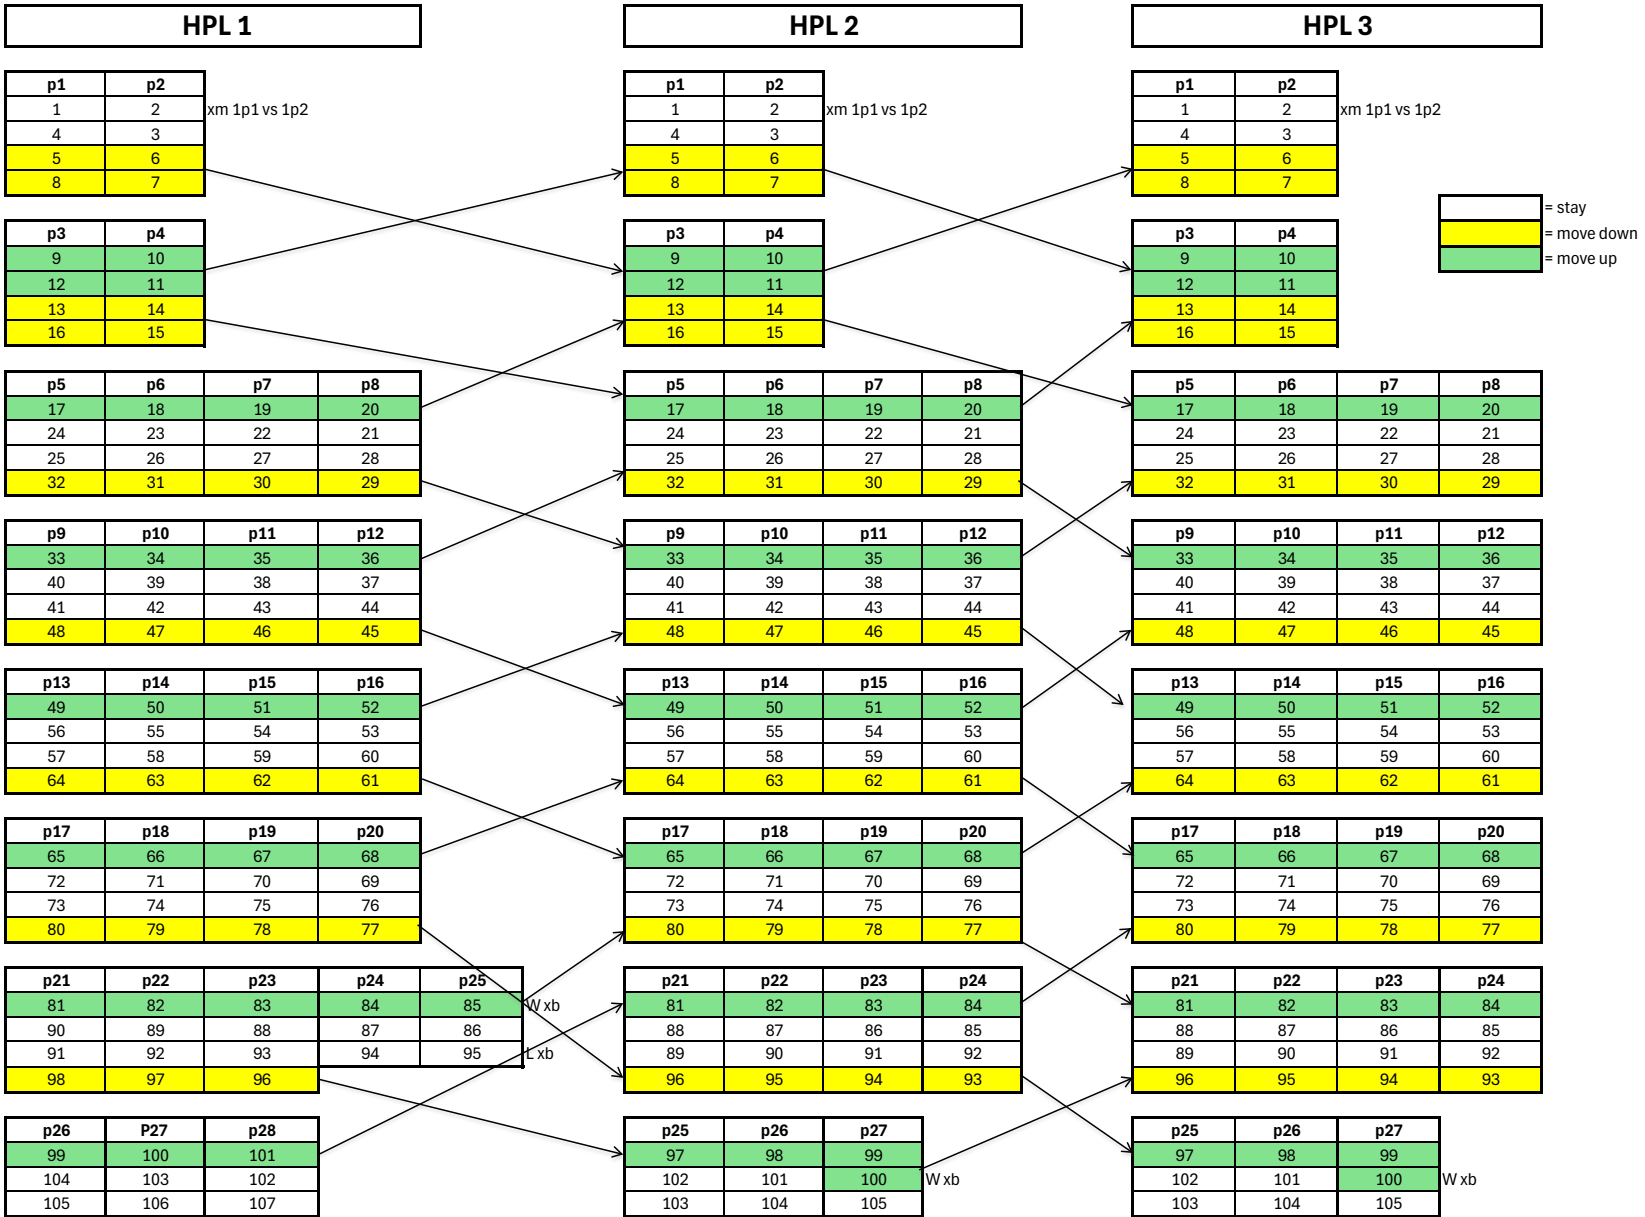 HPL 1 HPL 2 HPL 3
p1 p2 p1 p2 p1 p2
1 2 xm 1p1 vs 1p2 1 2 xm 1p1 vs 1p2 1 2 xm 1p1 vs 1p2
4 3 4 3 4 3
5 6 5 6 5 6
8 7 8 7 8 7
= stay
p3 p4 p3 p4 p3 p4 = move down
9 10 9 10 9 10 = move up
12 11 12 11 12 11
13 14 13 14 13 14
16 15 16 15 16 15
p5 p6 p7 p8 p5 p6 p7 p8 p5 p6 p7 p8
17 18 19 20 17 18 19 20 17 18 19 20
24 23 22 21 24 23 22 21 24 23 22 21
25 26 27 28 25 26 27 28 25 26 27 28
32 31 30 29 32 31 30 29 32 31 30 29
p9 p10 p11 p12 p9 p10 p11 p12 p9 p10 p11 p12
33 34 35 36 33 34 35 36 33 34 35 36
40 39 38 37 40 39 38 37 40 39 38 37
41 42 43 44 41 42 43 44 41 42 43 44
48 47 46 45 48 47 46 45 48 47 46 45
p13 p14 p15 p16 p13 p14 p15 p16 p13 p14 p15 p16
49 50 51 52 49 50 51 52 49 50 51 52
56 55 54 53 56 55 54 53 56 55 54 53
57 58 59 60 57 58 59 60 57 58 59 60
64 63 62 61 64 63 62 61 64 63 62 61
p17 p18 p19 p20 p17 p18 p19 p20 p17 p18 p19 p20
65 66 67 68 65 66 67 68 65 66 67 68
72 71 70 69 72 71 70 69 72 71 70 69
73 74 75 76 73 74 75 76 73 74 75 76
80 79 78 77 80 79 78 77 80 79 78 77
p21 p22 p23 p24 p25 p21 p22 p23 p24 p21 p22 p23 p24
81 82 83 84 85 W xb 81 82 83 84 81 82 83 84
90 89 88 87 86 88 87 86 85 88 87 86 85
91 92 93 94 95 L xb 89 90 91 92 89 90 91 92
98 97 96 96 95 94 93 96 95 94 93
p26 P27 p28 p25 p26 p27 p25 p26 p27
99 100 101 97 98 99 97 98 99
104 103 102 102 101 100 W xb 102 101 100 W xb
105 106 107 103 104 105 103 104 105